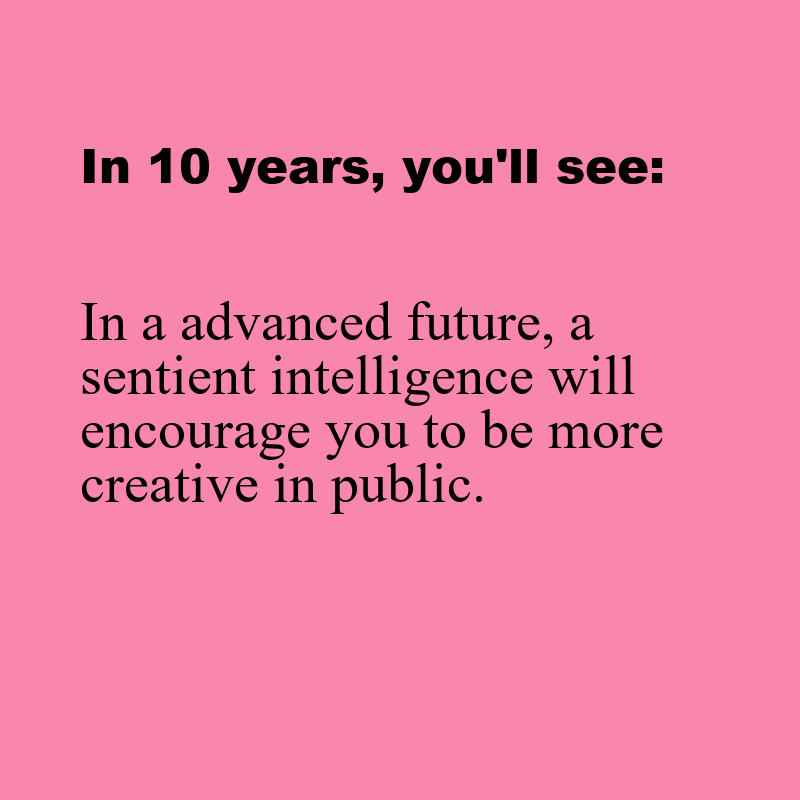 In 10 years, you'll see:
In a advanced future, a
sentient intelligence will
encourage you to be more
creative in public.